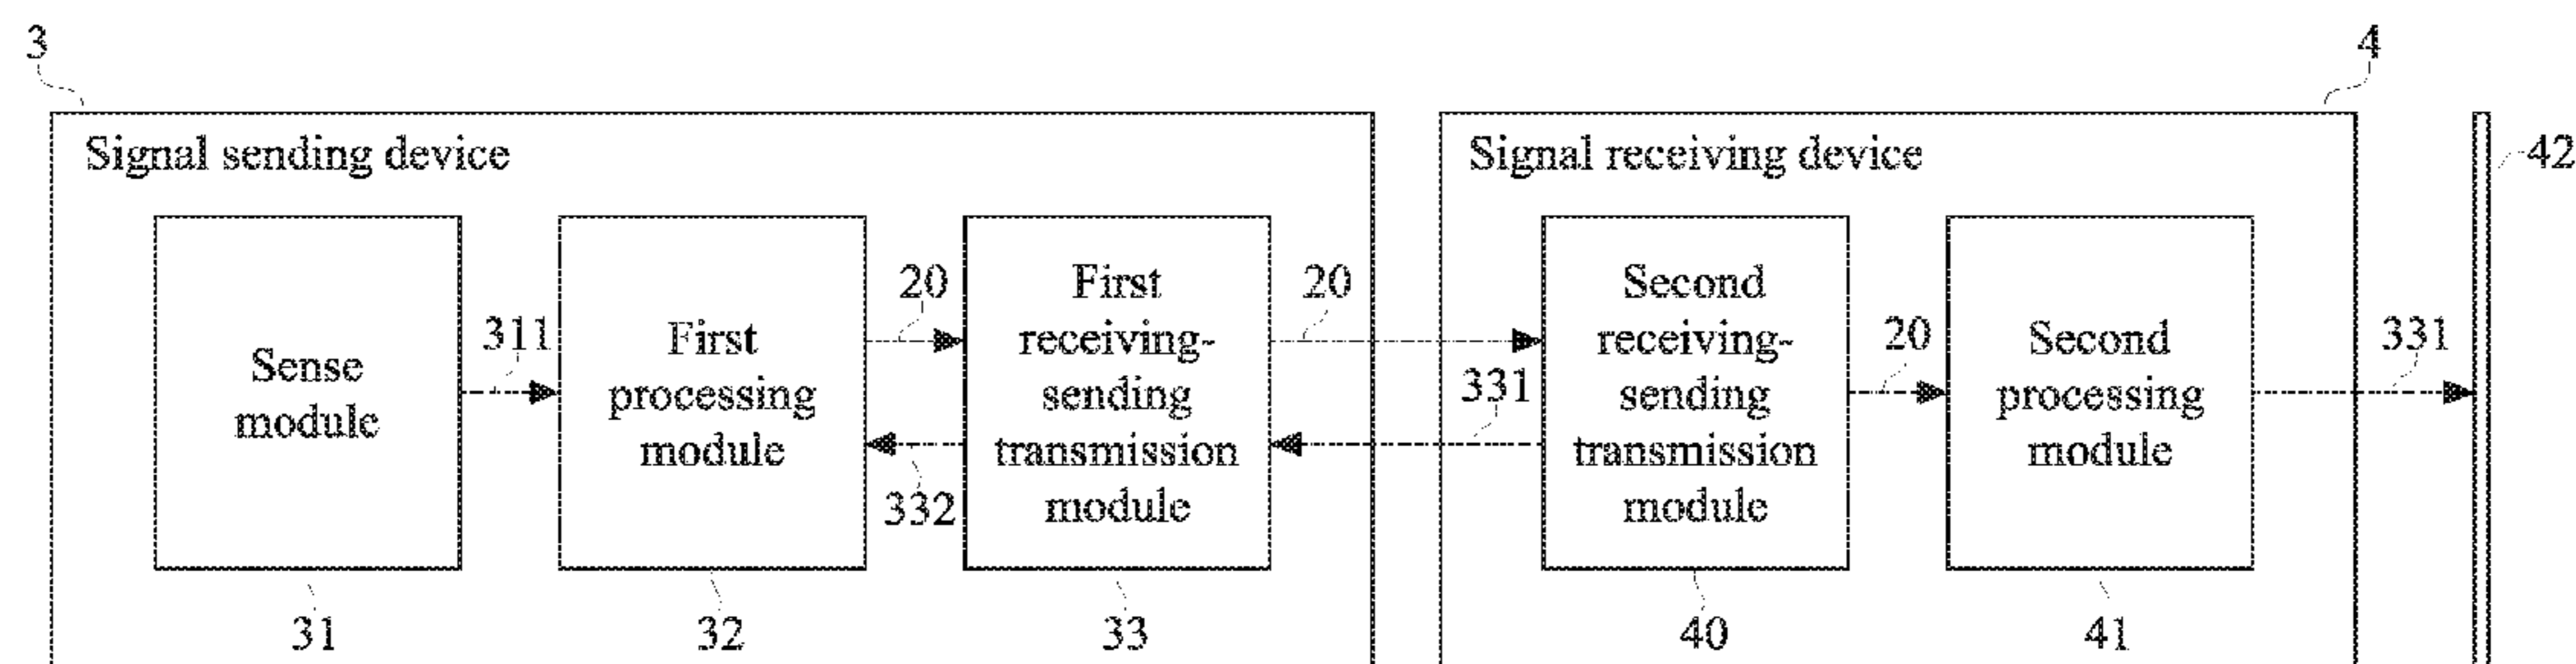 3
4
Signal sending device
Signal receiving device
42
Sense
module
311
First
processing
module
20
332
First
receiving-
sending
transmission
module
20
331
Second
receiving-
sending
transmission
module
20
Second
processing
module
331
31
32
33
40
41